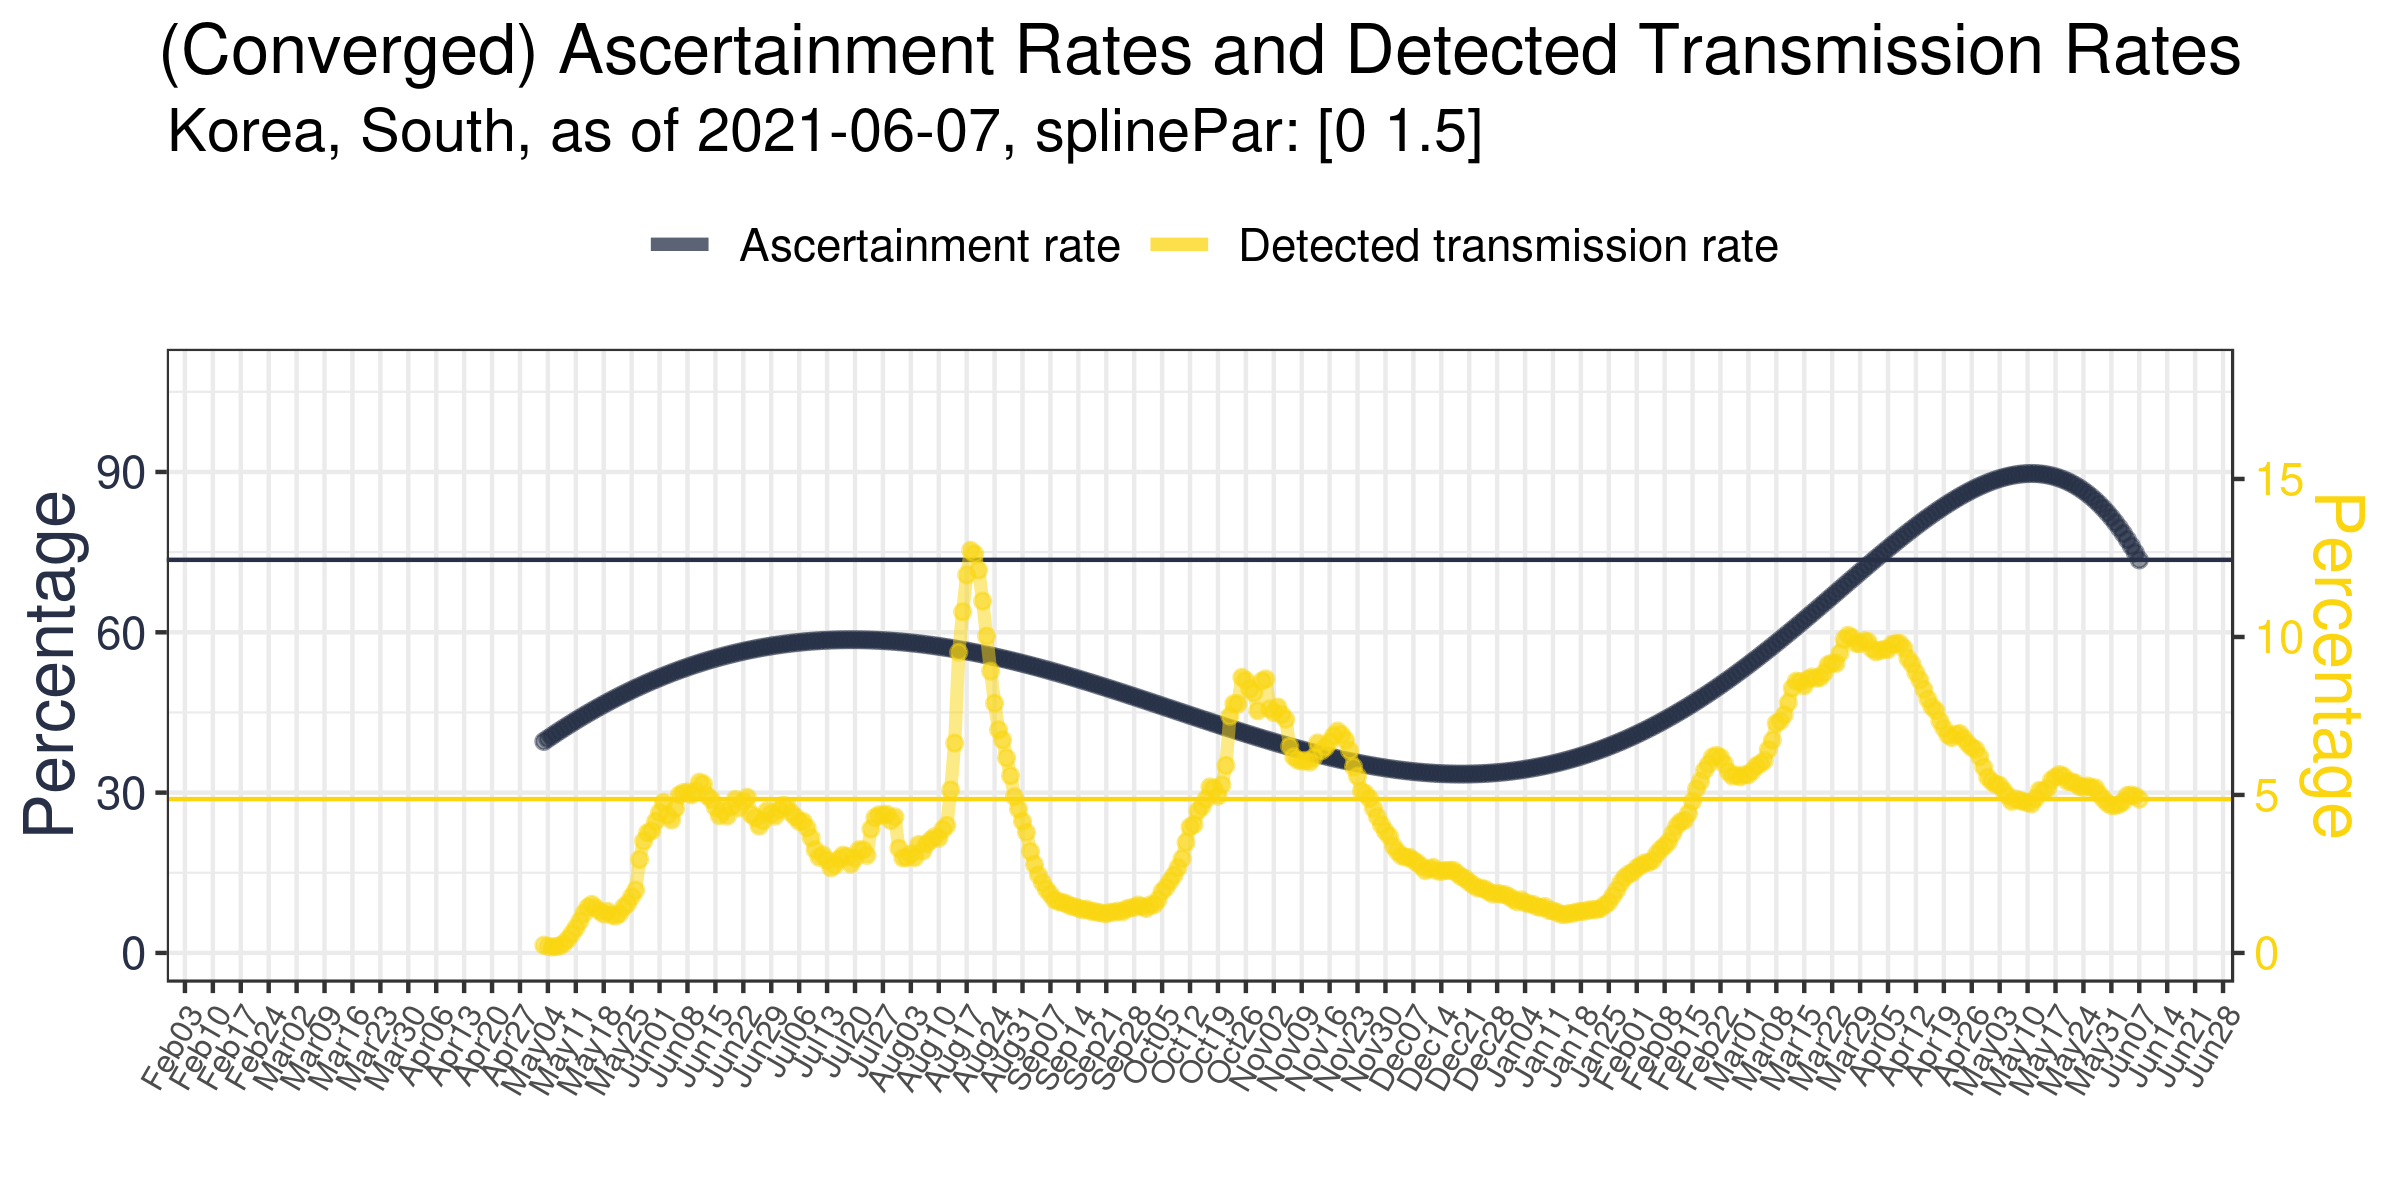 (Converged) Ascertainment Rates and Detected Transmission Rates
Korea, South, as of 2021-06-07, splinePar: [0 1.5]
Ascertainment rate Detected transmission rate
Percentage
90
60
30
0
15
10
5
0
Percentage
Feb03
Feb10
Feb17
Feb24
Mar02
Mar09
Mar16
Mar23
Mar30
Apr06
Apr13
Apr20
Apr27
May04
May11
May18
May25
Jun01
Jun08
Jun15
Jun22
Jun29
Jul06
Jul13
Jul20
Jul27
Aug03
Aug10
Aug17
Aug24
Aug31
Sep07
Sep14
Sep21
Sep28
Oct05
Oct12
Oct19
Oct26
Nov02
Nov09
Nov16
Nov23
Nov30
Dec07
Dec14
Dec21
Dec28
Jan04
Jan11
Jan18
Jan25
Feb01
Feb08
Feb15
Feb22
Mar01
Mar08
Mar15
Mar22
Mar29
Apr05
Apr12
Apr19
Apr26
May03
May10
May17
May24
May31
Jun07
Jun14
Jun21
Jun28